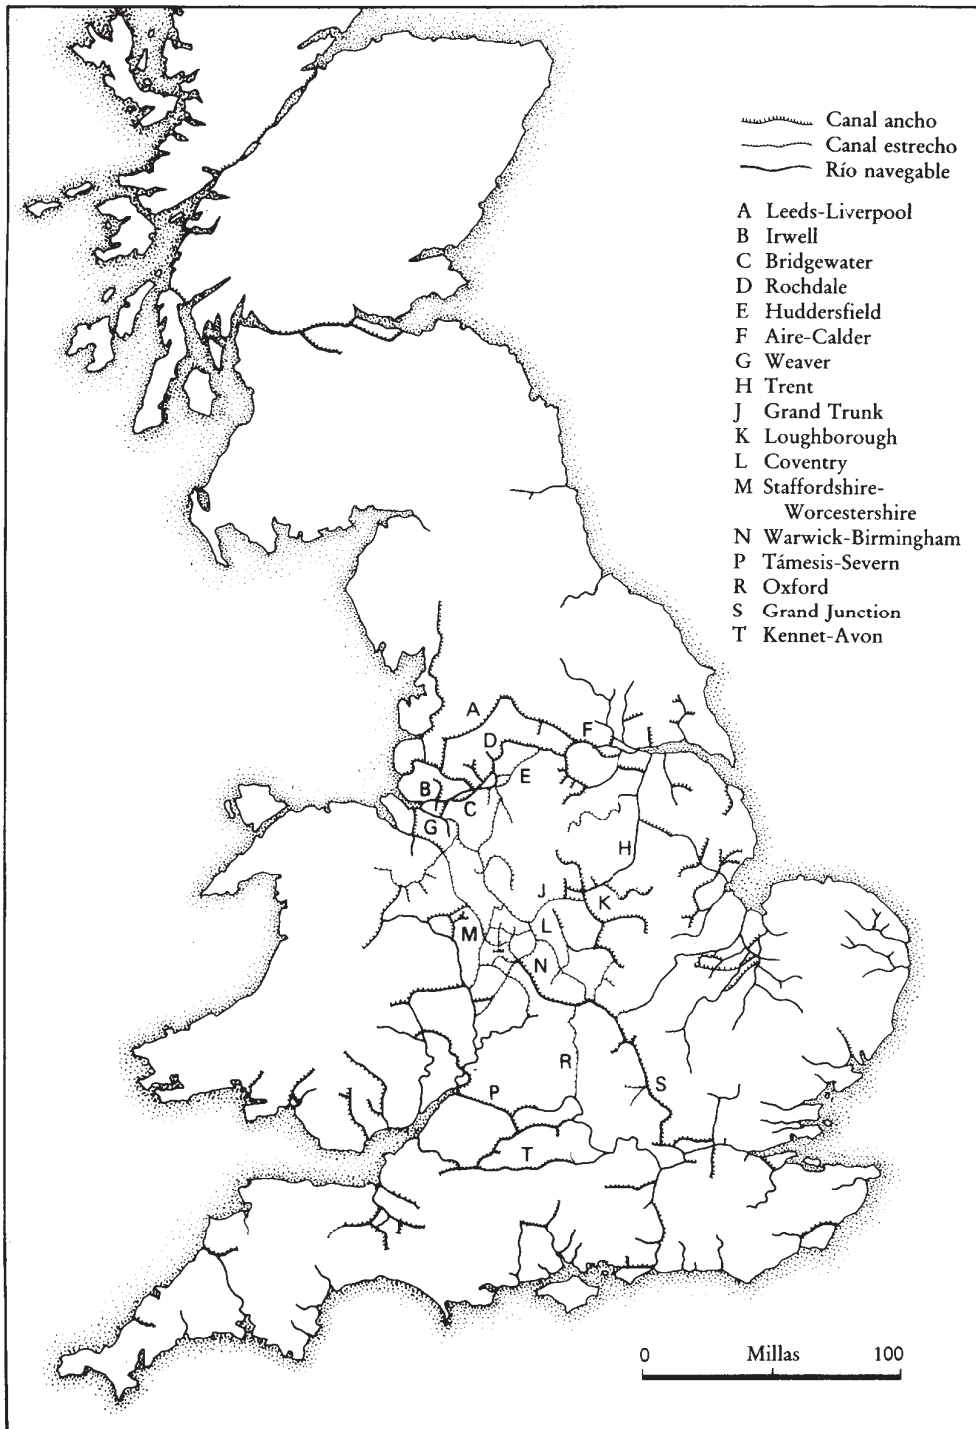 Canal ancho
Canal estrecho
Río navegable
A Leeds-Liverpool
B Irwell
C Bridgewater
D Rochdale
E Huddersfield
F Aire-Calder
G Weaver
H Trent
J Grand Trunk
K Loughborough
L Coventry
M Staffordshire-
Worcestershire
N Warwick-Birmingham
P Támesis-Severn
R Oxford
S Grand Junction
T Kennet-Avon
A
F
D
E
B
C
G
H
J
K
L
M
N
R
S
P
T
0 Millas 100